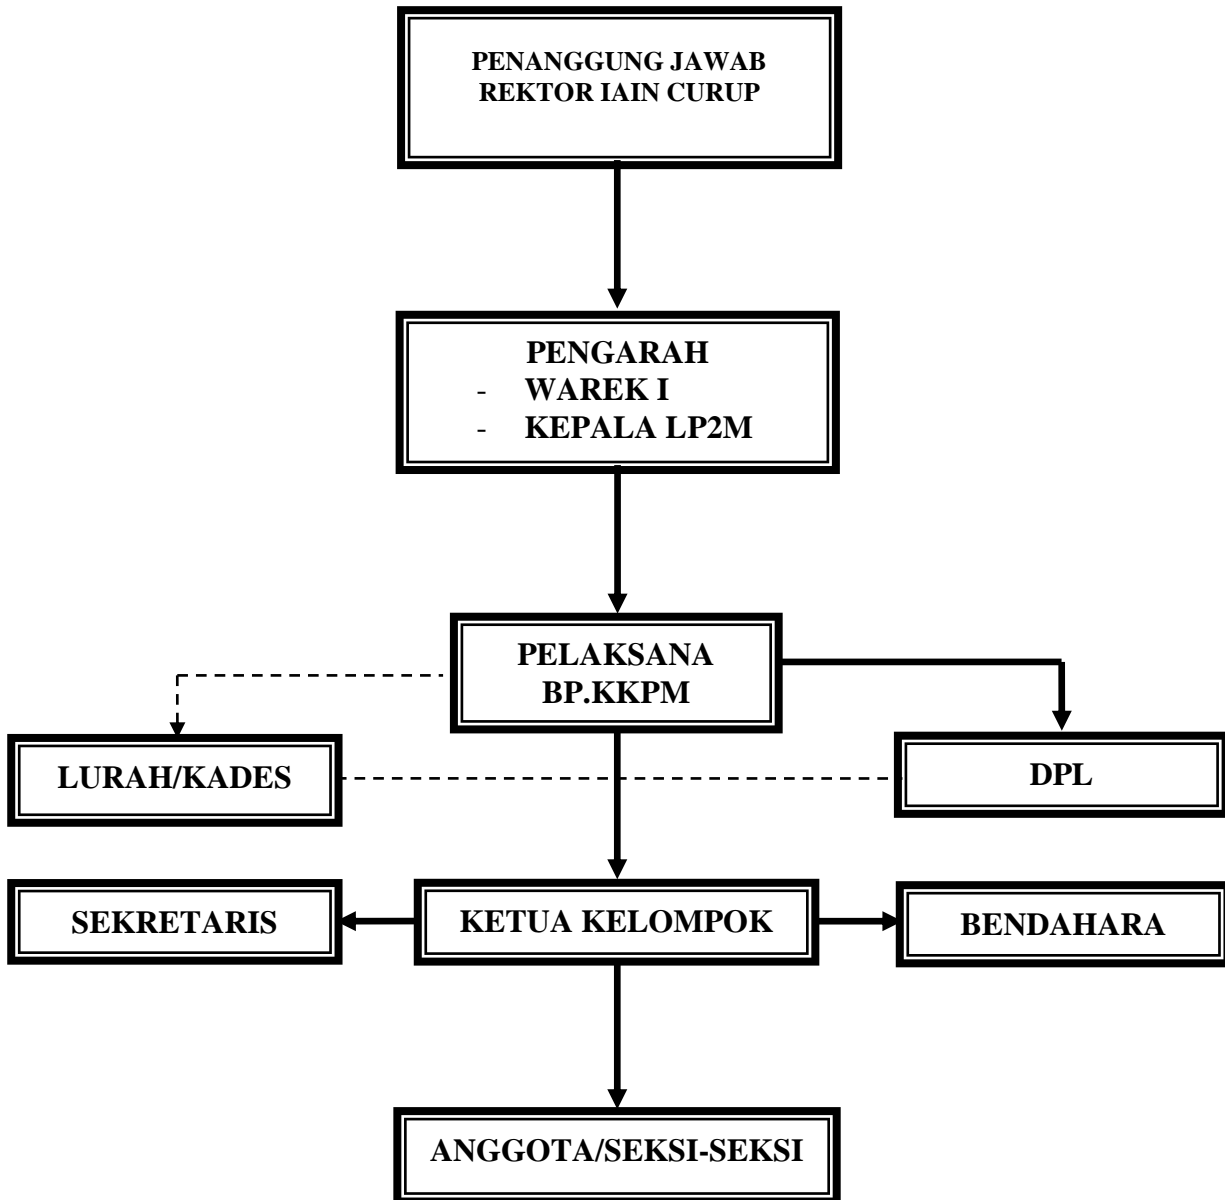 PENANGGUNG JAWAB
REKTOR IAIN CURUP
PENGARAH
- WAREK I
- KEPALA LP2M
PELAKSANA
BP.KKPM
LURAH/KADES
DPL
SEKRETARIS
KETUA KELOMPOK
BENDAHARA
ANGGOTA/SEKSI-SEKSI